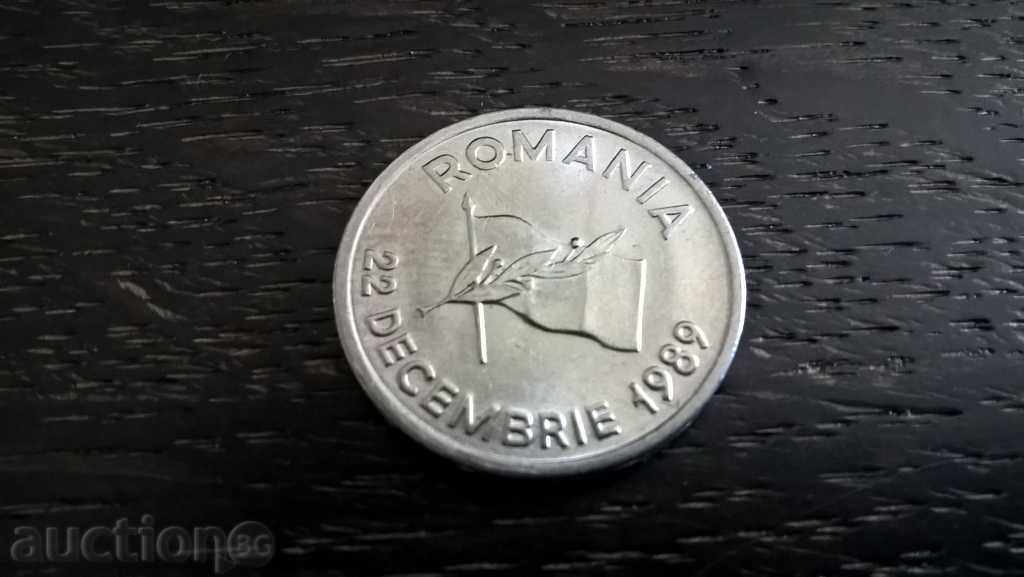 ROMANIA
22 DECEMBRIE 1989
auctionBG